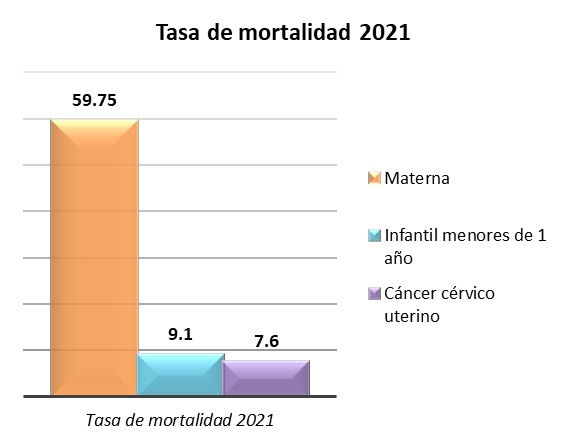 Tasa de mortalidad 2021
59.75
9.1
7.6
Materna
Infantil menores de 1
año
Cáncer cérvico
uterino
Tasa de mortalidad 2021